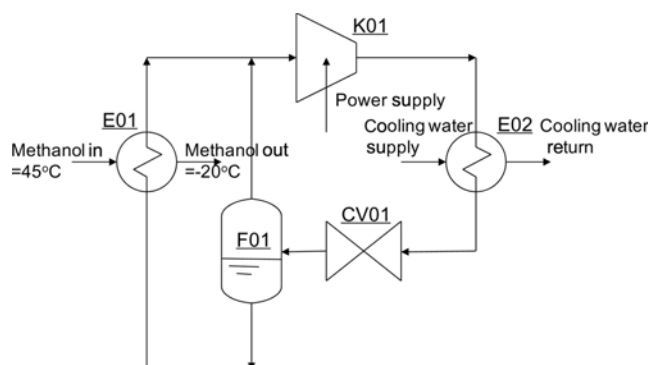 K01
Power supply
E01
Methanol in
=45°C
Methanol out
=-20°C
Cooling water
supply
E02
Cooling water
return
CV01
F01